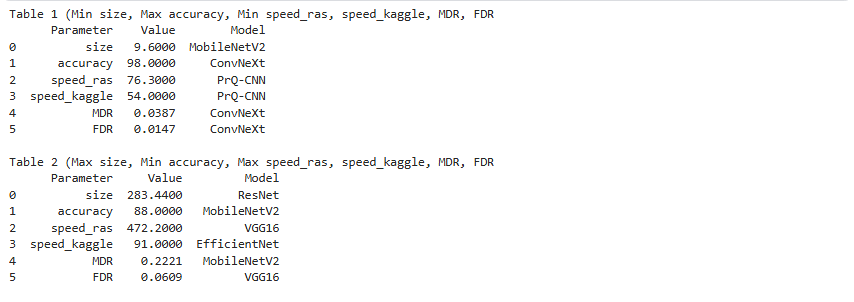 Table 1 (Min size, Max accuracy, Min speed_ras, speed_kaggle, MDR, FDR
Parameter Value Model
0 size 9.6000 MobileNetV2
1 accuracy 98.0000 ConvNeXt
2 speed_ras 76.3000 PrQ-CNN
3 speed_kaggle 54.0000 PrQ-CNN
4 MDR 0.0387 ConvNeXt
5 FDR 0.0147 ConvNeXt
Table 2 (Max size, Min accuracy, Max speed_ras, speed_kaggle, MDR, FDR
Parameter Value Model
0 size 283.4400 ResNet
1 accuracy 88.0000 MobileNetV2
2 speed_ras 472.2000 VGG16
3 speed_kaggle 91.0000 EfficientNet
4 MDR 0.2221 MobileNetV2
5 FDR 0.0609 VGG16